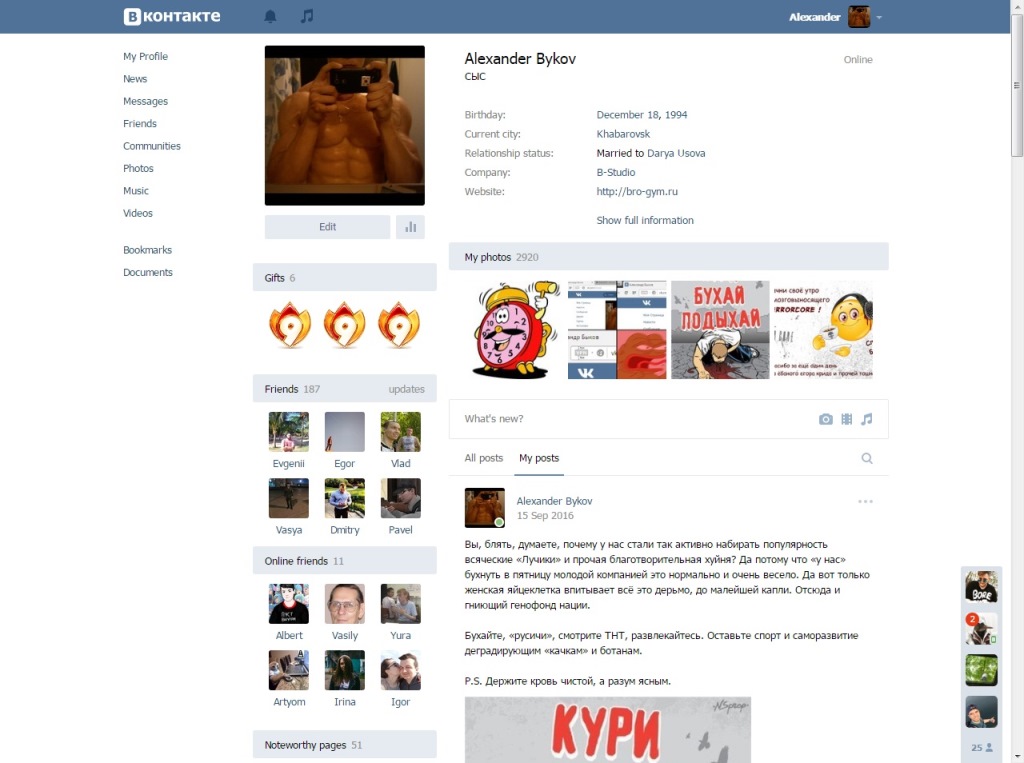 ВКОНТАКТЕ
Alexander
My Profile
News
Messages
Friends
Communities
Photos
Music
Videos
Bookmarks
Documents
Edit
Gifts 6
9 9 9
Friends 187 updates
Evgenii Egor Vlad
Vasya Dmitry Pavel
Online friends 11
Albert Vasily Yura
Artyom Irina Igor
Noteworthy pages 51
Alexander Bykov Online
СЫС
Birthday: December 18, 1994
Current city: Khabarovsk
Relationship status: Married to Darya Usova
Company: B-Studio
Website: http://bro-gym.ru
Show full information
My photos 2920
БУХАЙ
ПОДЫХАЙ
What's new?
All posts My posts
Alexander Bykov
15 Sep 2016
Вы, блять, думаете, почему у нас стали так активно набирать популярность
всяческие «Лучики» и прочая благотворительная хуйня? Да потому что «у нас»
бухнуть в пятницу молодой компанией это нормально и очень весело. Да вот только
женская яйцеклетка впитывает всё это дерьмо, до малейшей капли. Отсюда и
гниющий генофонд нации.
Бухайте, «русичи», смотрите ТНТ, развлекайтесь. Оставьте спорт и саморазвитие
деградирующим «качкам» и ботанам.
P.S. Держите кровь чистой, а разум ясным.
КУРИ
2
25